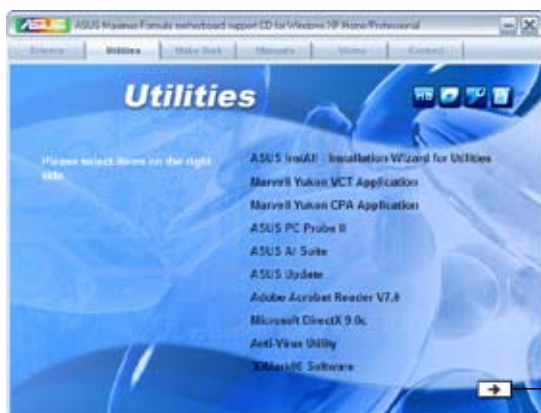 ASUS
ASUS Maximus Formula motherboard support CD for Windows XP Home/Professional
Drivers
Utilities
Make Disk
Manuals
Video
Contact
Utilities
Please select items on the right side.
ASUS InstAll - Installation Wizard for Utilities
Marvell Yukon VCT Application
Marvell Yukon CPA Application
ASUS PC Probe II
ASUS AI Suite
ASUS Update
Adobe Acrobat Reader V7.0
Microsoft DirectX 9.0c
Anti-Virus Utility
3DMark06 Software